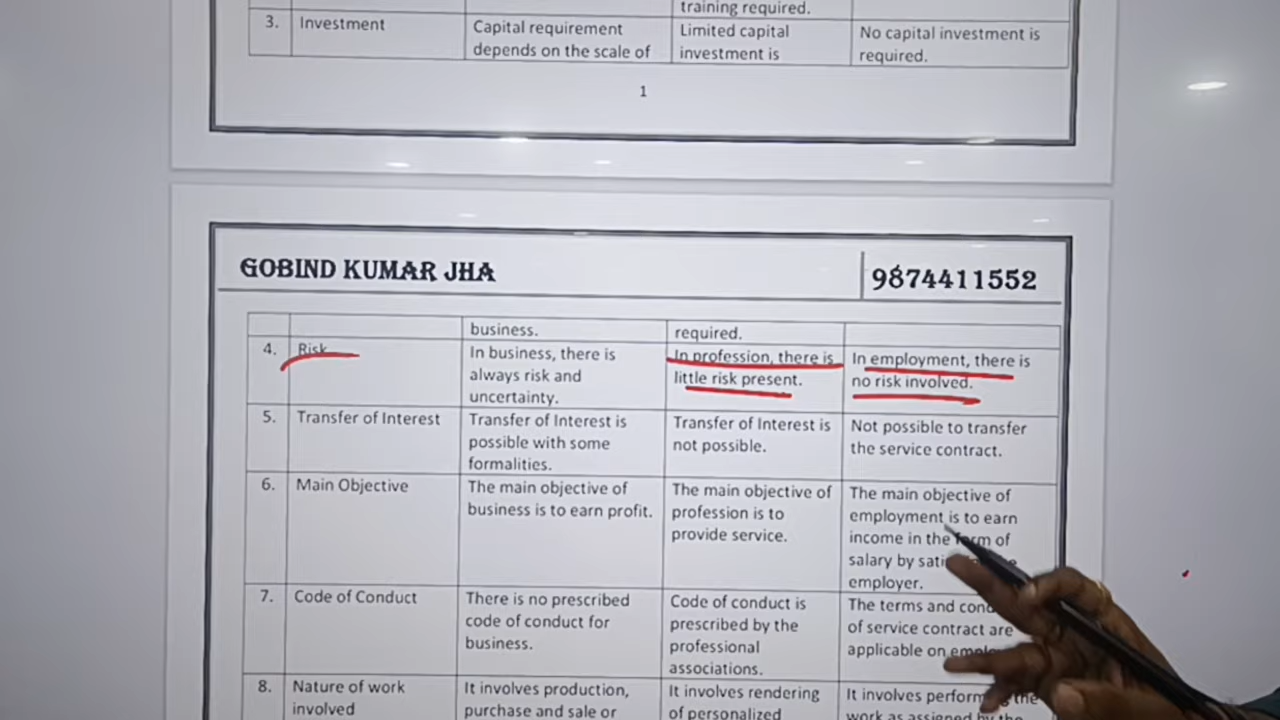 training required.
3. Investment Capital requirement Limited capital No capital investment is
depends on the scale of investment is required.
1
GOBIND KUMAR JHA 9874411552
business. required.
4. Risk In business, there is In profession, there is In employment, there is
always risk and little risk present. no risk involved.
uncertainty.
5. Transfer of Interest Transfer of Interest is Transfer of Interest is Not possible to transfer
possible with some not possible. the service contract.
formalities.
6. Main Objective The main objective of The main objective of The main objective of
business is to earn profit. profession is to employment is to earn
provide service. income in the form of
salary by
employer.
7. Code of Conduct There is no prescribed Code of conduct is The terms and
code of conduct for prescribed by the of service contract are
business. professional applicable on
associations.
8. Nature of work It involves production, It involves rendering It involves the
involved purchase and sale or of personalized work as assigned by the